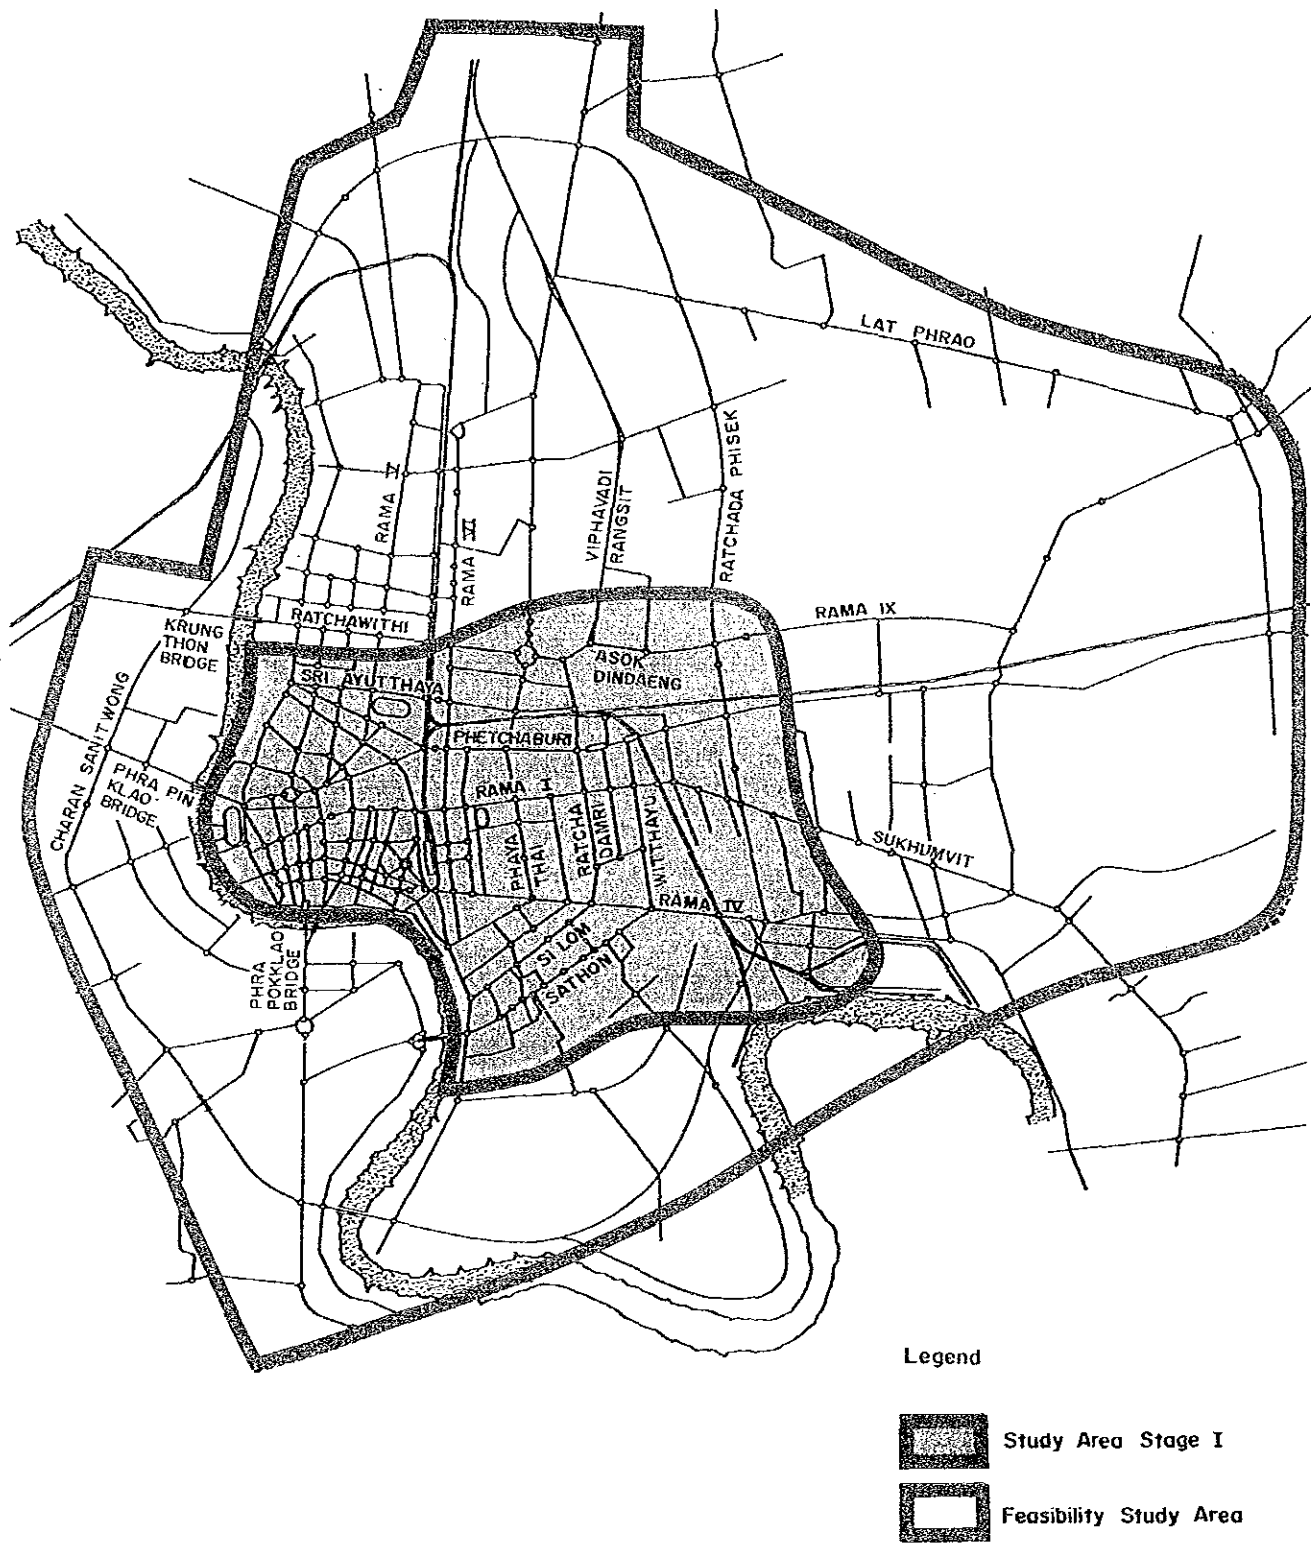 LAT PHRAO
RATCHADA PHISEK
VIPHAVADI
RANGSIT
RAMA V
RAMA VI
RAMA IX
RATCHAWITHI
KRUNG
THON
BRIDGE
ASOK
DINDAENG
SRI AYUTTHAYA
CHARAN SANITWONG
PHETCHABURI
PHRA PIN
KLAO
BRIDGE
RAMA I
PHAYA
THAI
RATCHA
DAMRI
WITTHAYU
SUKHUMVIT
RAMA IV
SI LOM
SATHON
PHRA
POKKLAO
BRIDGE
Legend
Study Area Stage I
Feasibility Study Area